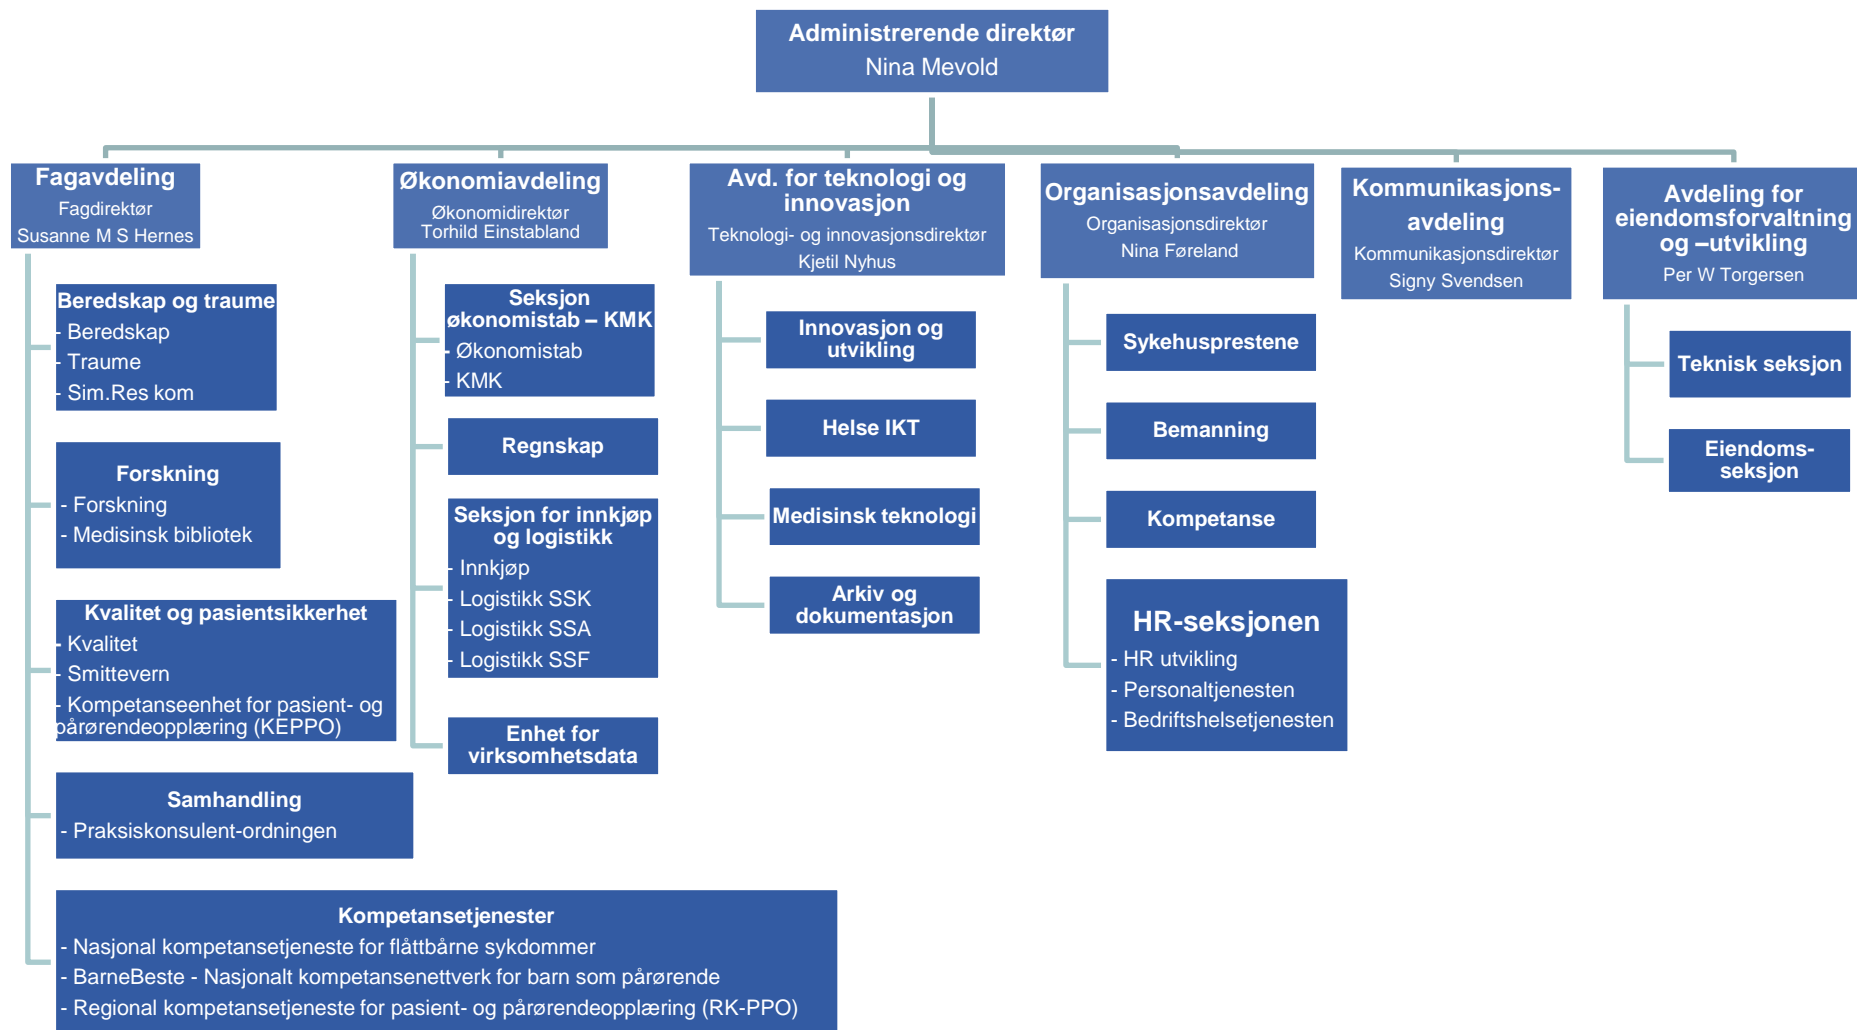 Administrerende direktør
Nina Mevold
Fagavdeling
Fagdirektør
Susanne M S Hernes
Beredskap og traume
- Beredskap
- Traume
- Sim.Res kom
Forskning
- Forskning
- Medisinsk bibliotek
Kvalitet og pasientsikkerhet
- Kvalitet
- Smittevern
- Kompetanseenhet for pasient- og
pårørendeopplæring (KEPPO)
Samhandling
- Praksiskonsulent-ordningen
Kompetansetjenester
- Nasjonal kompetansetjeneste for flåttbårne sykdommer
- BarneBeste - Nasjonalt kompetansenettverk for barn som pårørende
- Regional kompetansetjeneste for pasient- og pårørendeopplæring (RK-PPO)
Økonomiavdeling
Økonomidirektør
Torhild Einstabland
Seksjon
økonomistab – KMK
- Økonomistab
- KMK
Regnskap
Seksjon for innkjøp
og logistikk
- Innkjøp
- Logistikk SSK
- Logistikk SSA
- Logistikk SSF
Enhet for
virksomhetsdata
Avd. for teknologi og
innovasjon
Teknologi- og innovasjonsdirektør
Kjetil Nyhus
Innovasjon og
utvikling
Helse IKT
Medisinsk teknologi
Arkiv og
dokumentasjon
Organisasjonsavdeling
Organisasjonsdirektør
Nina Føreland
Sykehusprestene
Bemanning
Kompetanse
HR-seksjonen
- HR utvikling
- Personaltjenesten
- Bedriftshelsetjenesten
Kommunikasjons-
avdeling
Kommunikasjonsdirektør
Signy Svendsen
Avdeling for
eiendomsforvaltning
og –utvikling
Per W Torgersen
Teknisk seksjon
Eiendoms-
seksjon